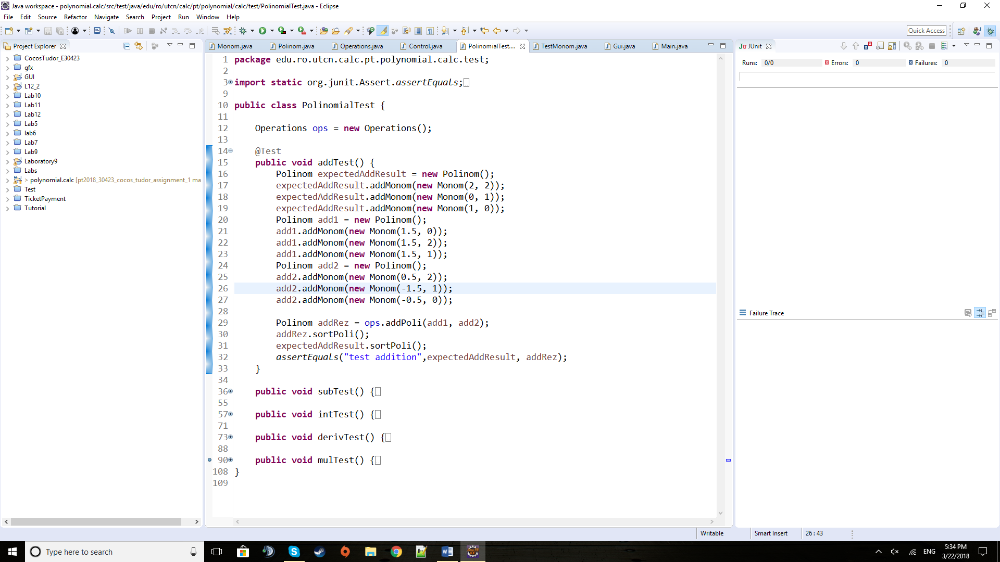 Java workspace - polynomial.calc/src/test/java/edu/ro/utcn/calc/pt/polynomial/calc/test/PolinomialTest.java - Eclipse
File Edit Source Refactor Navigate Search Project Run Window Help
Quick Access
Project Explorer
CocosTudor_E30423
gfx
GUI
L12_2
Lab10
Lab11
Lab12
Lab5
lab6
Lab7
Lab9
Laboratory9
Labs
> polynomial.calc [pt2018_30423_cocos_tudor_assignment_1 ma
Test
TicketPayment
Tutorial
Monom.java Polinom.java Operations.java Control.java PolinomialTest.... TestMonom.java Gui.java Main.java
1 package edu.ro.utcn.calc.pt.polynomial.calc.test;
2
3 import static org.junit.Assert.assertEquals;
9
10 public class PolinomialTest {
11
12 Operations ops = new Operations();
13
14 @Test
15 public void addTest() {
16 Polinom expectedAddResult = new Polinom();
17 expectedAddResult.addMonom(new Monom(2, 2));
18 expectedAddResult.addMonom(new Monom(0, 1));
19 expectedAddResult.addMonom(new Monom(1, 0));
20 Polinom add1 = new Polinom();
21 add1.addMonom(new Monom(1.5, 0));
22 add1.addMonom(new Monom(1.5, 2));
23 add1.addMonom(new Monom(1.5, 1));
24 Polinom add2 = new Polinom();
25 add2.addMonom(new Monom(0.5, 2));
26 add2.addMonom(new Monom(-1.5, 1));
27 add2.addMonom(new Monom(-0.5, 0));
28
29 Polinom addRez = ops.addPoli(add1, add2);
30 addRez.sortPoli();
31 expectedAddResult.sortPoli();
32 assertEquals("test addition",expectedAddResult, addRez);
33 }
34
36 public void subTest() {
55
57 public void intTest() {
71
73 public void derivTest() {
88
90 public void mulTest() {
108 }
109
JUnit
Runs: 0/0 Errors: 0 Failures: 0
Failure Trace
Writable Smart Insert 26 : 43
Type here to search
ENG
5:34 PM
3/22/2018